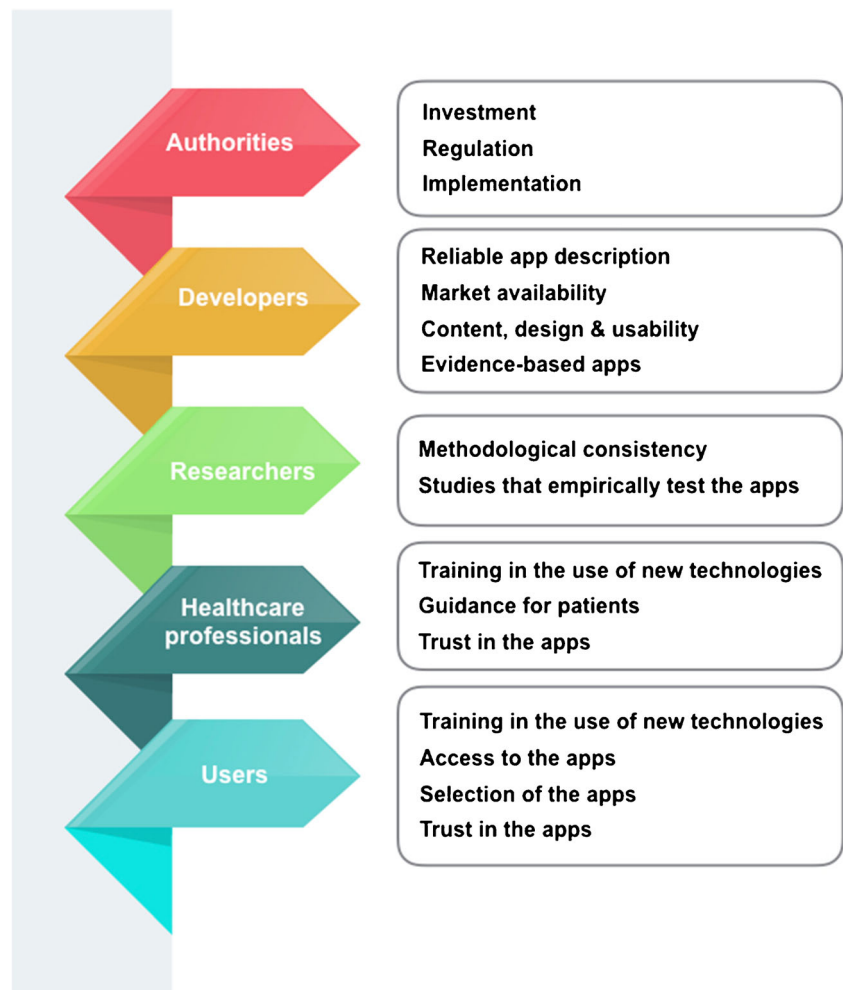 Authorities
Investment
Regulation
Implementation
Developers
Reliable app description
Market availability
Content, design & usability
Evidence-based apps
Researchers
Methodological consistency
Studies that empirically test the apps
Healthcare
professionals
Training in the use of new technologies
Guidance for patients
Trust in the apps
Users
Training in the use of new technologies
Access to the apps
Selection of the apps
Trust in the apps